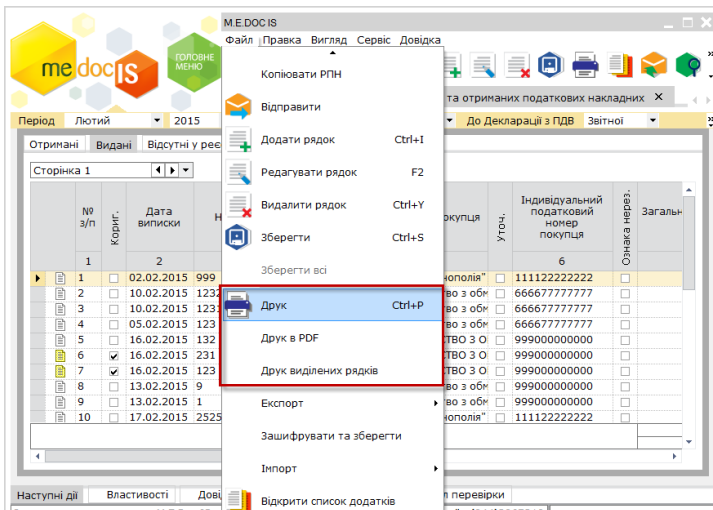 M.E.DOC IS
Файл Правка Вигляд Сервіс Довідка
me doc IS
ГОЛОВНЕ МЕНЮ
та отриманих податкових накладних X
Період Лютий 2015
До Декларації з ПДВ Звітної
Отримані Видані Відсутні у
Сторінка 1
№ з/п
Кориг.
Дата виписки
Уточ.
Індивідуальний податковий номер покупця
Ознака нерез.
1 2 6
1 02.02.2015 999 111122222222
2 10.02.2015 666677777777
3 10.02.2015 666677777777
4 05.02.2015 123 666677777777
5 16.02.2015 132 999000000000
6 16.02.2015 231 999000000000
7 16.02.2015 123 999000000000
8 13.02.2015 9 999000000000
9 13.02.2015 1 999000000000
10 17.02.2015 2525 111122222222
Копіювати РПН
Відправити
Додати рядок Ctrl+I
Редагувати рядок F2
Видалити рядок Ctrl+Y
Зберегти Ctrl+S
Зберегти всі
Друк Ctrl+P
Друк в PDF
Друк виділених рядків
Експорт
Зашифрувати та зберегти
Імпорт
Відкрити список додатків
Наступні дії Властивості
перевірки